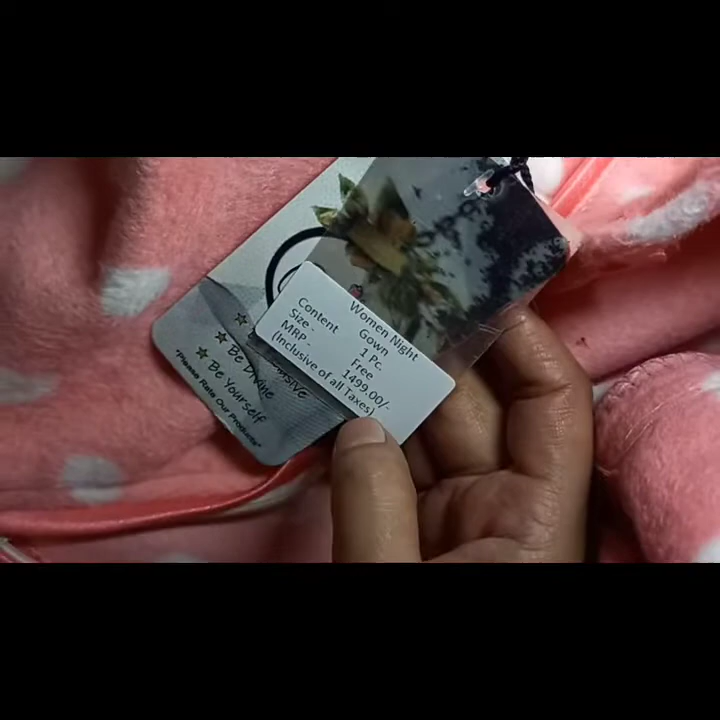 Women Night
Gown
Content 1 Pc.
Size - Free
MRP - 1499.00/-
(Inclusive of all Taxes)
Be Divine
Be Yourself
*Please Rate Our Products*